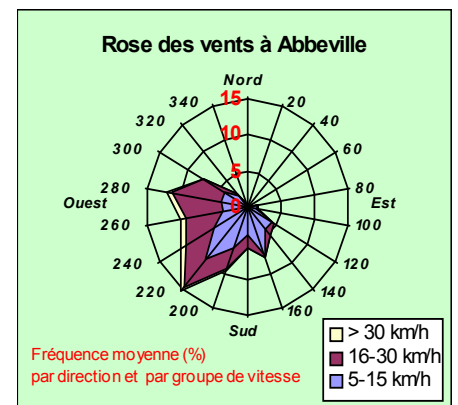 Rose des vents à Abbeville
Nord
340 15 20
320 40
10
300 60
5
280 80
Ouest 0 Est
260 100
240 120
220 140
200 160
Sud
> 30 km/h
16-30 km/h
5-15 km/h
Fréquence moyenne (%)
par direction et par groupe de vitesse